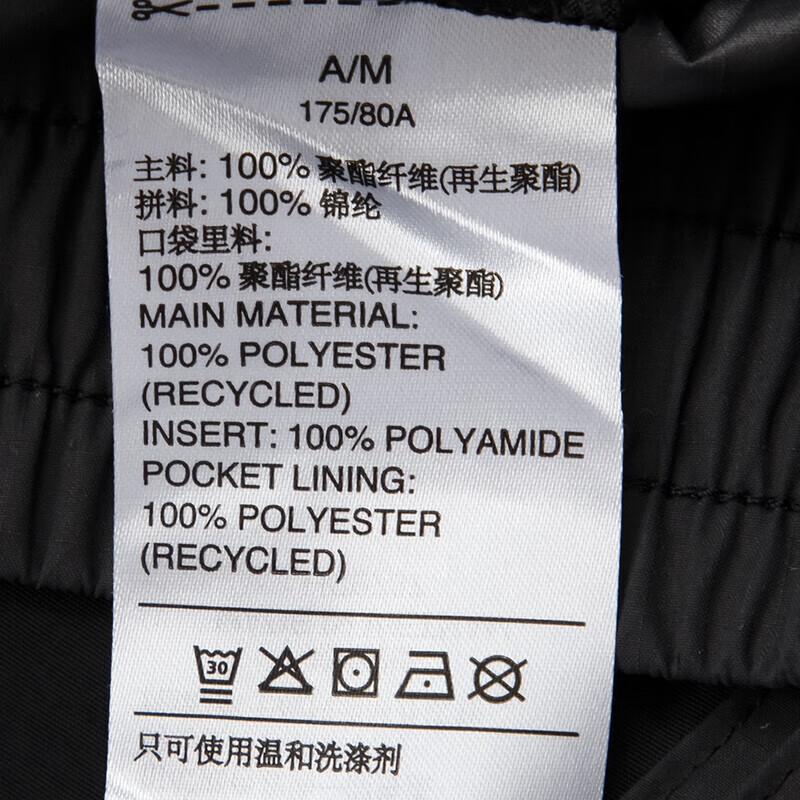 A/M
175/80A
主料: 100% 聚酯纤维(再生聚酯)
拼料: 100% 锦纶
口袋里料:
100% 聚酯纤维(再生聚酯)
MAIN MATERIAL:
100% POLYESTER
(RECYCLED)
INSERT: 100% POLYAMIDE
POCKET LINING:
100% POLYESTER
(RECYCLED)
30
只可使用温和洗涤剂